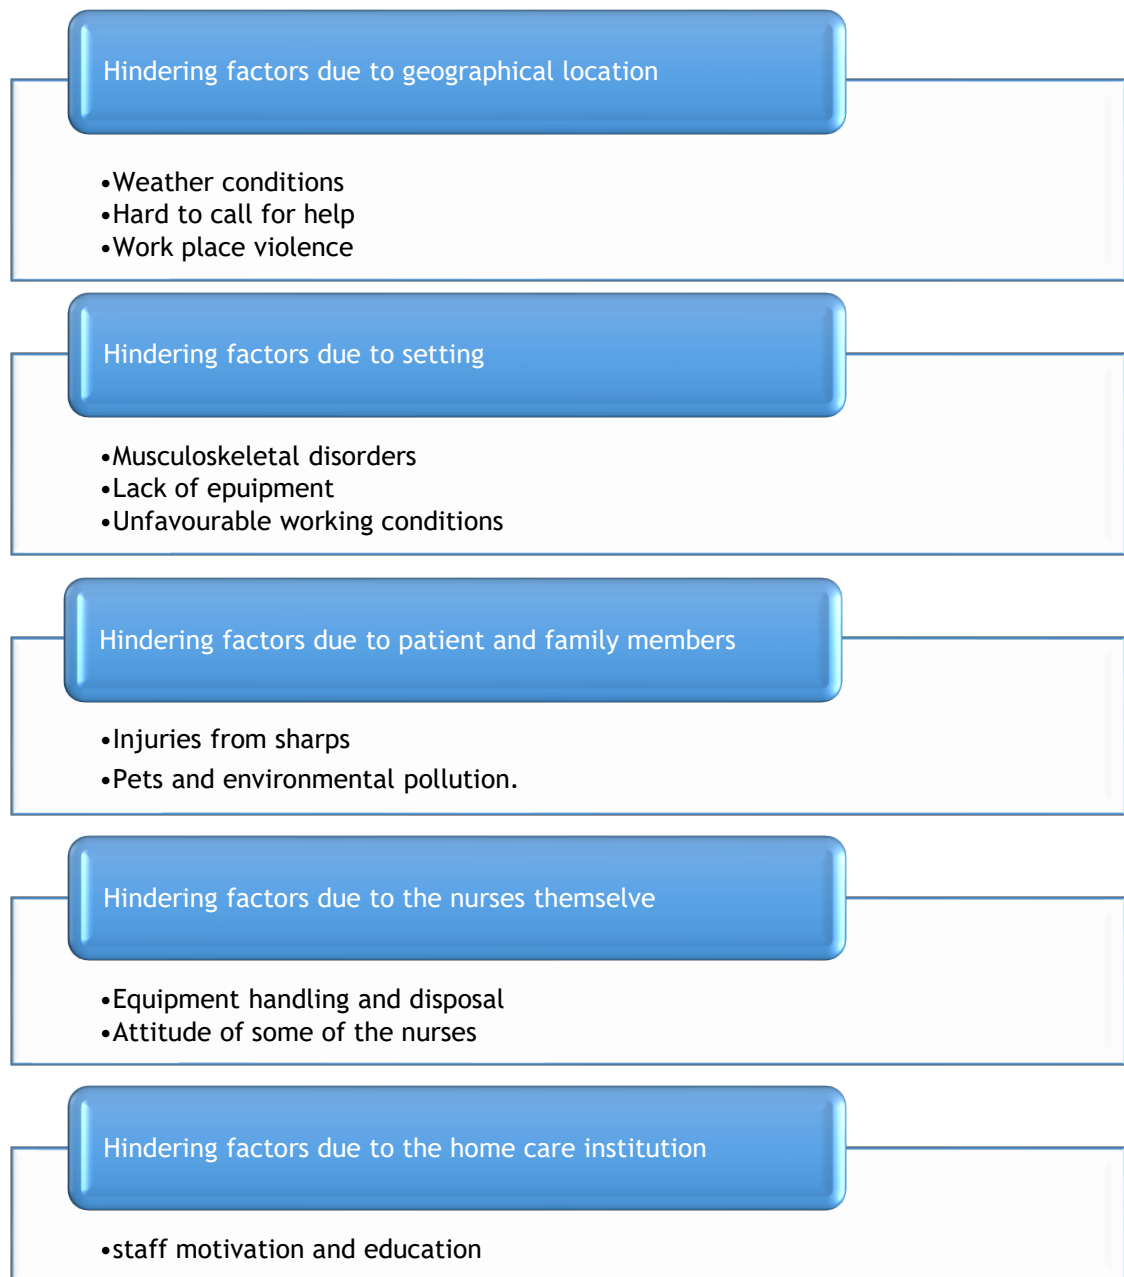 Hindering factors due to geographical location
•Weather conditions
•Hard to call for help
•Work place violence
Hindering factors due to setting
•Musculoskeletal disorders
•Lack of epuipment
•Unfavourable working conditions
Hindering factors due to patient and family members
•Injuries from sharps
•Pets and environmental pollution.
Hindering factors due to the nurses themselve
•Equipment handling and disposal
•Attitude of some of the nurses
Hindering factors due to the home care institution
•staff motivation and education